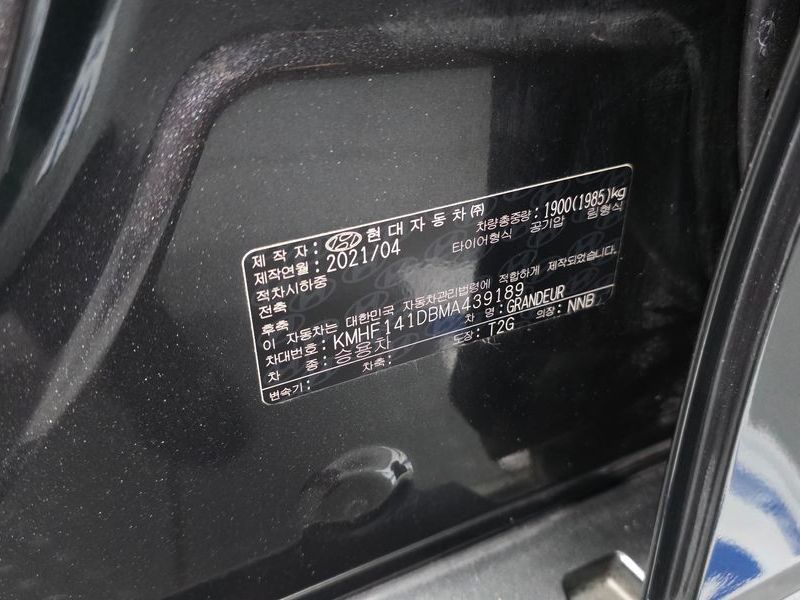 제 작 자 : 현 대 자 동 차 ㈜ 차량총중량 : 1900(1985)kg
제작연월 : 2021/04 타이어형식 공기압 림형식
적차시하중
전축
후축
이 자동차는 대한민국 자동차관리법령에 적합하게 제작되었습니다.
차대번호 : KMHF141DBMA439189 차 명 : GRANDEUR
차 종 : 승용차 도장 : T2G 의장 : NNB
변속기 : 차축 :